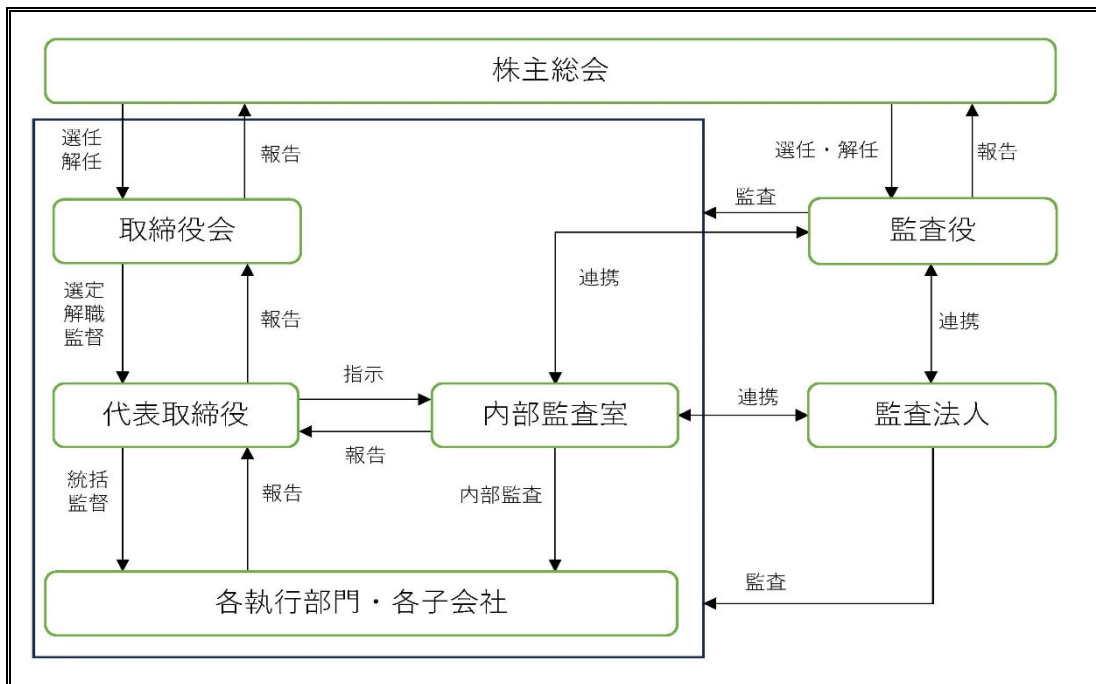 株主総会
選任
解任
報告
選任・解任
報告
監査
取締役会
監査役
連携
選定
解職
監督
報告
連携
指示
代表取締役
内部監査室
連携
監査法人
報告
統括
監督
報告
内部監査
監査
各執行部門・各子会社